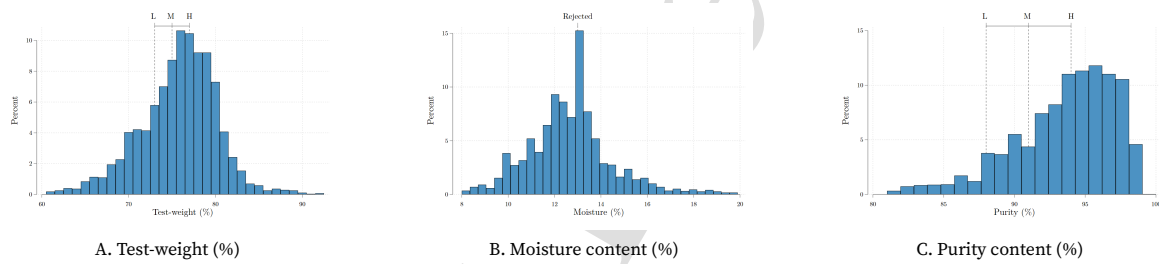 L M H
10
8
6
4
2
0
Percent
60 70 80 90
Test-weight (%)
A. Test-weight (%)
Rejected
15
10
5
0
Percent
8 10 12 14 16 18 20
Moisture (%)
B. Moisture content (%)
L M H
15
10
5
0
Percent
80 85 90 95 100
Purity (%)
C. Purity content (%)